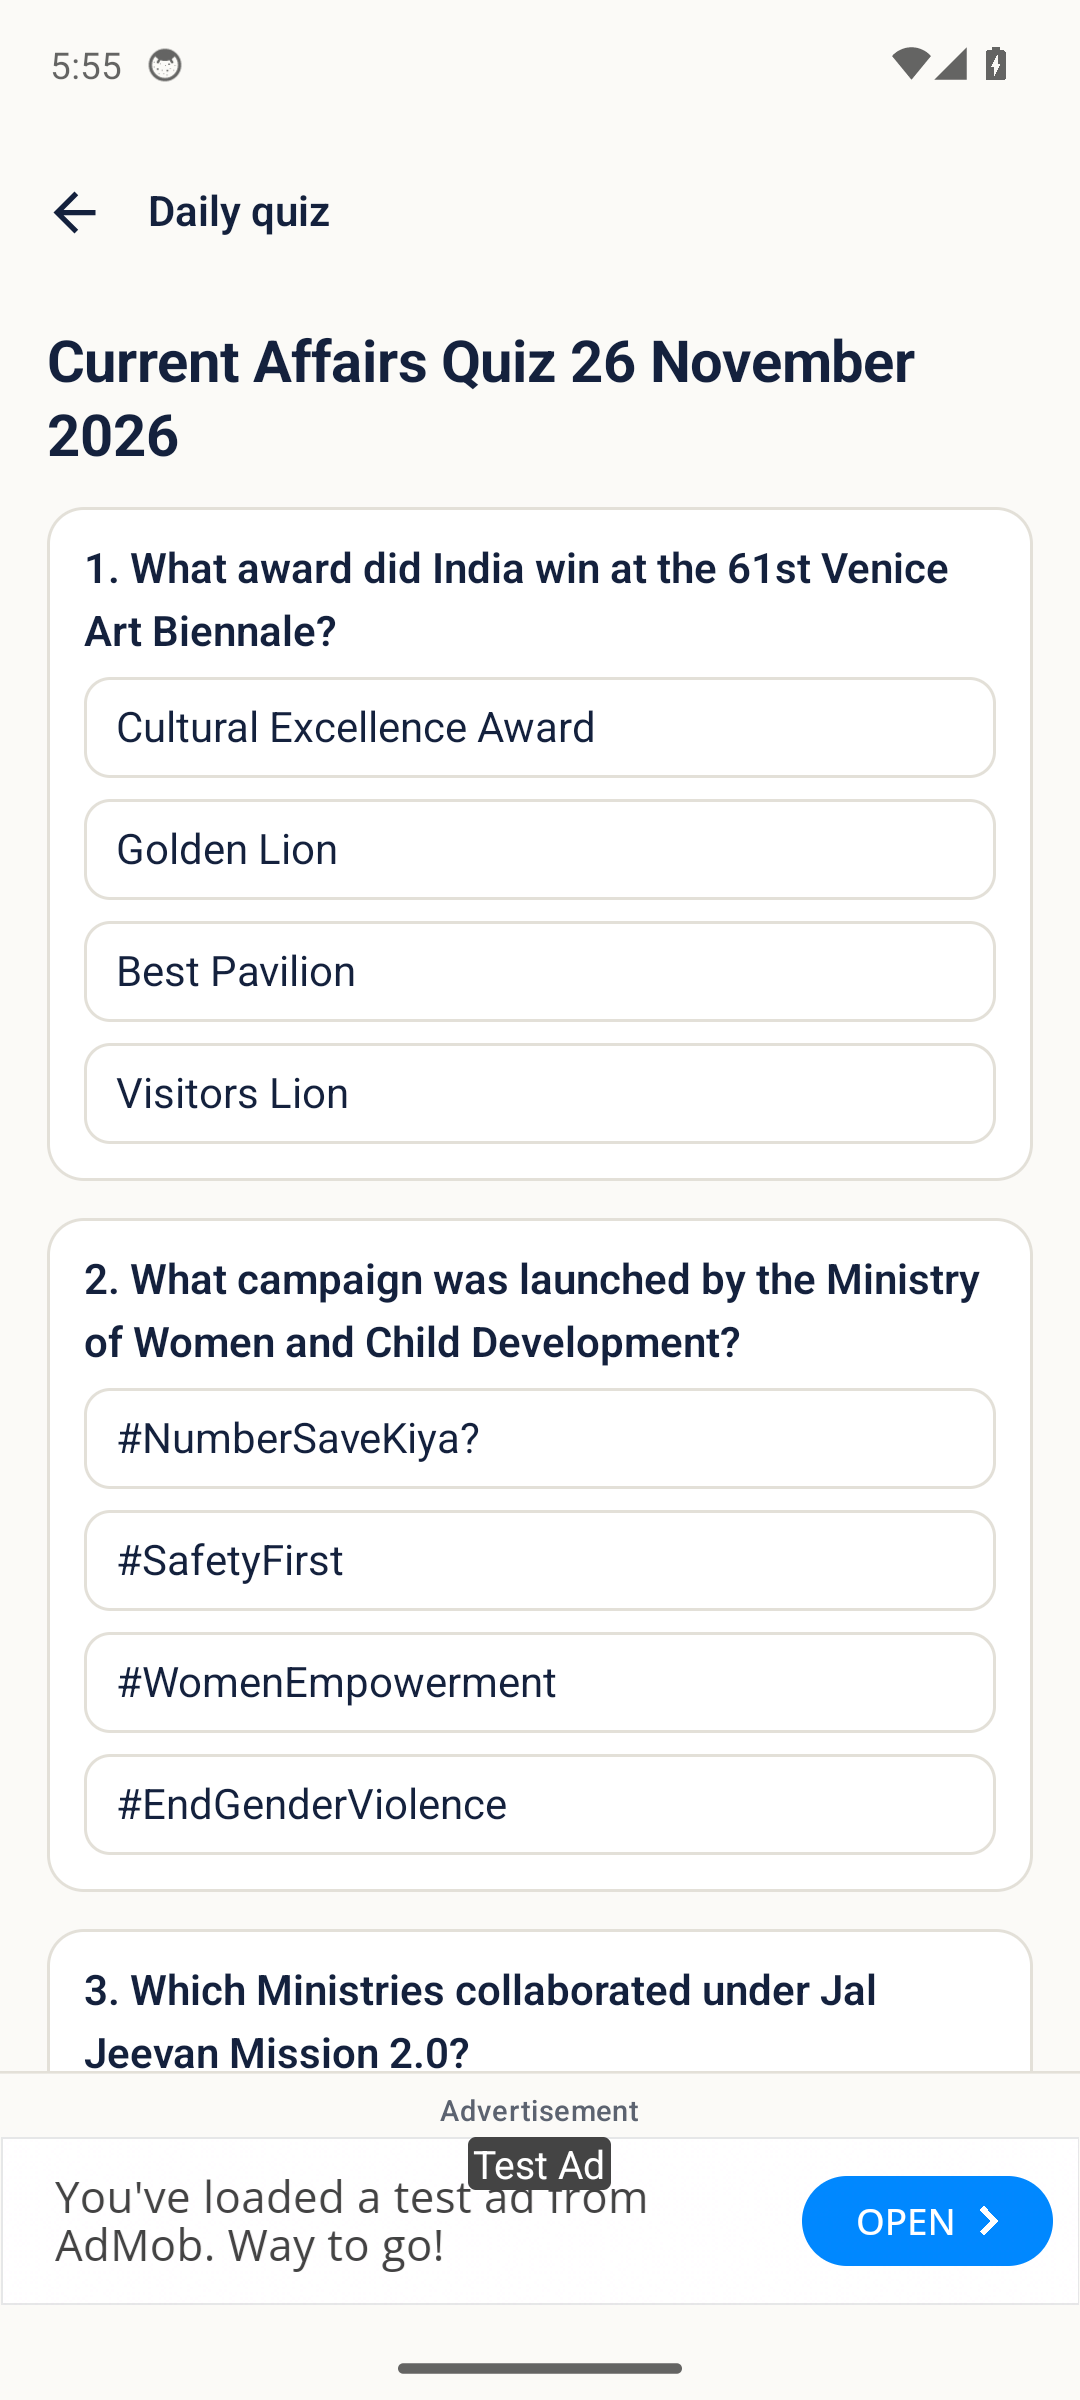 5:55
Daily quiz
Current Affairs Quiz 26 November
2026
1. What award did India win at the 61st Venice
Art Biennale?
Cultural Excellence Award
Golden Lion
Best Pavilion
Visitors Lion
2. What campaign was launched by the Ministry
of Women and Child Development?
#NumberSaveKiya?
#SafetyFirst
#WomenEmpowerment
#EndGenderViolence
3. Which Ministries collaborated under Jal
Jeevan Mission 2.0?
Advertisement
Test Ad
You've loaded a test ad from
AdMob. Way to go!
OPEN